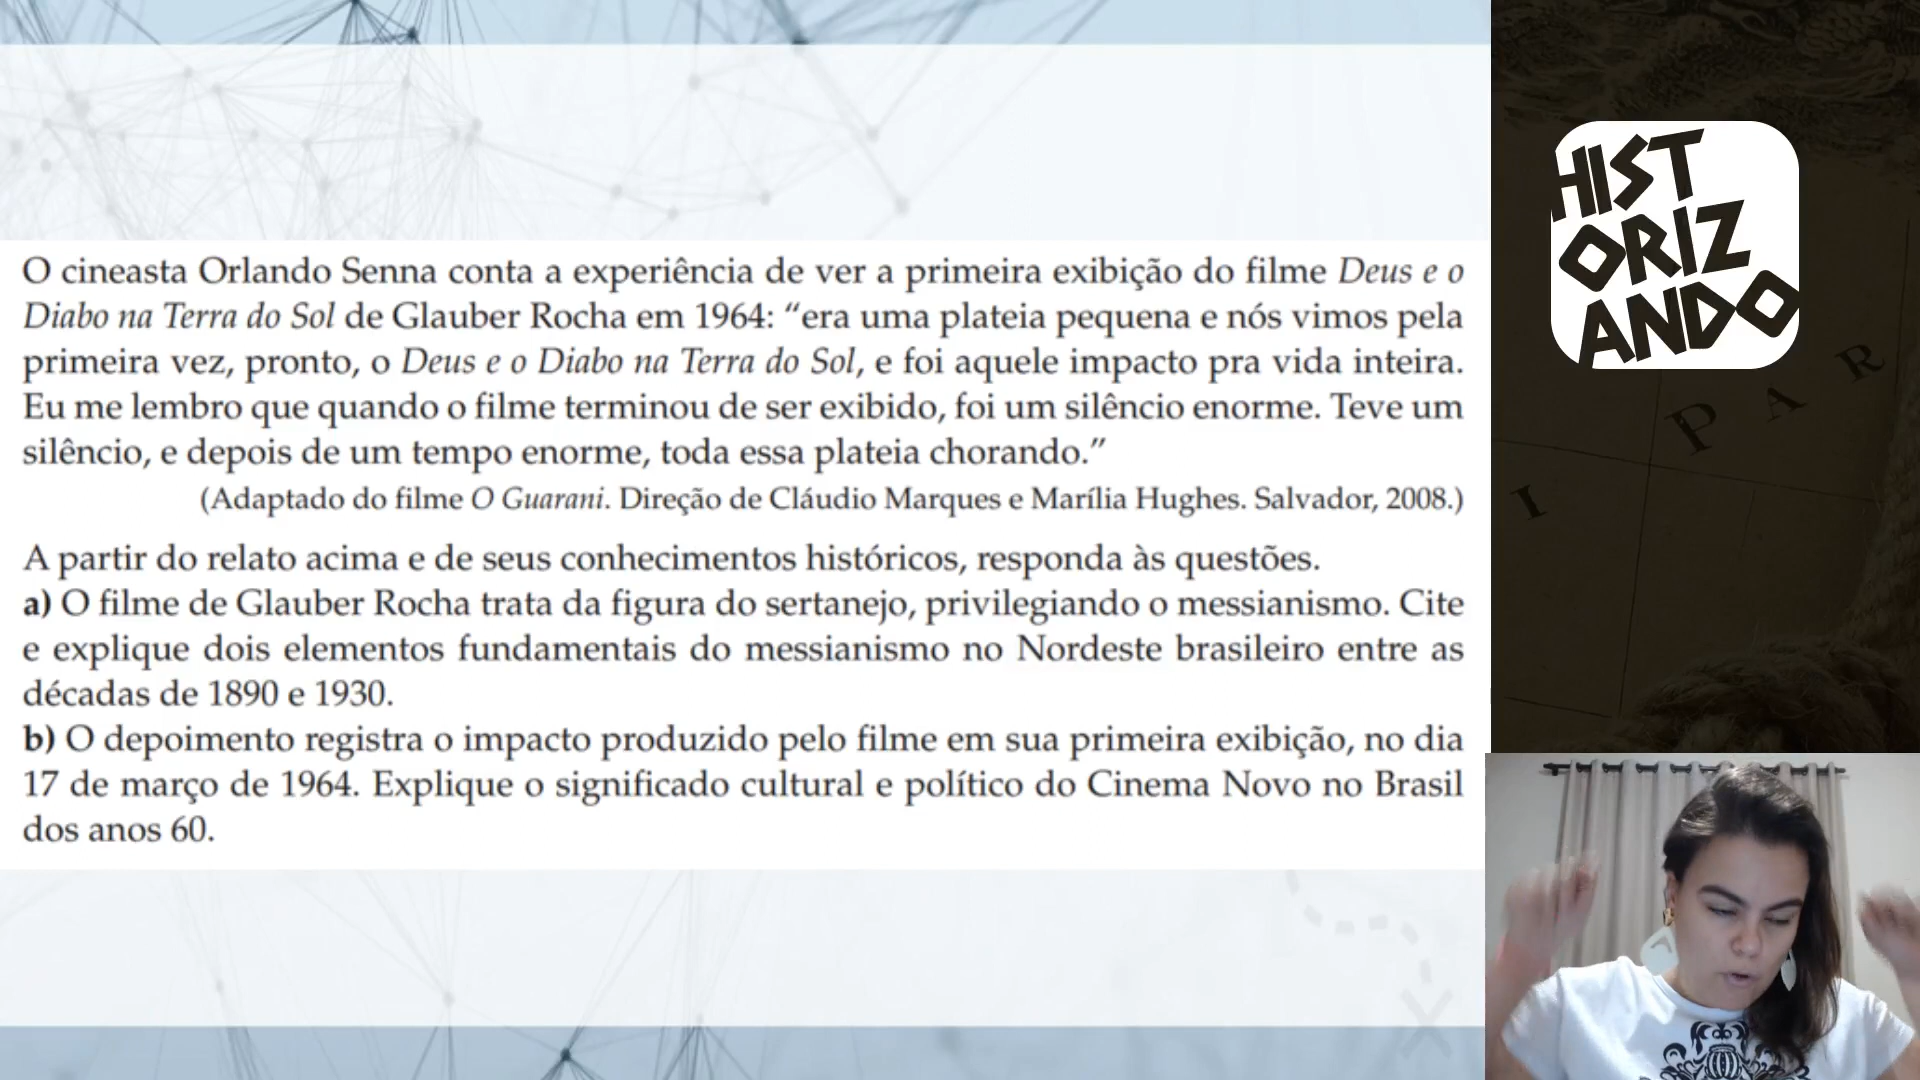 O cineasta Orlando Senna conta a experiência de ver a primeira exibição do filme Deus e o
Diabo na Terra do Sol de Glauber Rocha em 1964: “era uma plateia pequena e nós vimos pela
primeira vez, pronto, o Deus e o Diabo na Terra do Sol, e foi aquele impacto pra vida inteira.
Eu me lembro que quando o filme terminou de ser exibido, foi um silêncio enorme. Teve um
silêncio, e depois de um tempo enorme, toda essa plateia chorando.”
(Adaptado do filme O Guarani. Direção de Cláudio Marques e Marília Hughes. Salvador, 2008.)
A partir do relato acima e de seus conhecimentos históricos, responda às questões.
a) O filme de Glauber Rocha trata da figura do sertanejo, privilegiando o messianismo. Cite
e explique dois elementos fundamentais do messianismo no Nordeste brasileiro entre as
décadas de 1890 e 1930.
b) O depoimento registra o impacto produzido pelo filme em sua primeira exibição, no dia
17 de março de 1964. Explique o significado cultural e político do Cinema Novo no Brasil
dos anos 60.
HIST
ORIZ
ANDO
I P A R